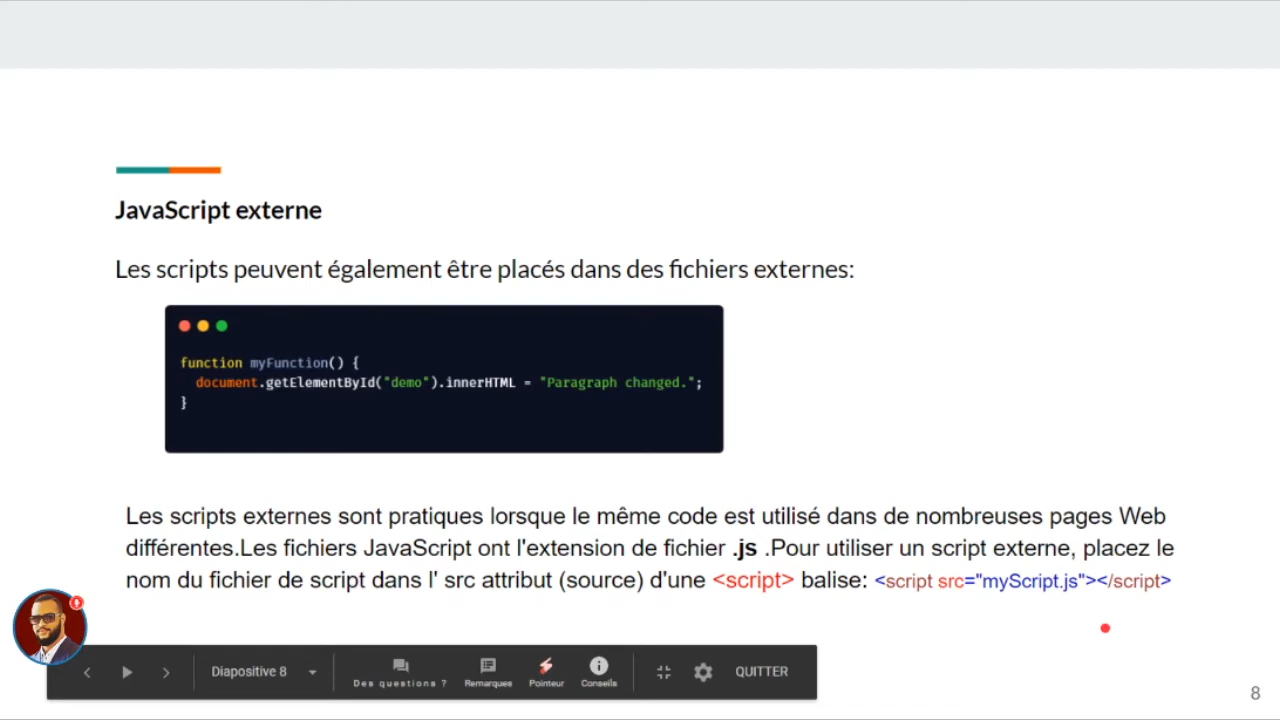 JavaScript externe
Les scripts peuvent également être placés dans des fichiers externes:
function myFunction() {
document.getElementById("demo").innerHTML = "Paragraph changed.";
}
Les scripts externes sont pratiques lorsque le même code est utilisé dans de nombreuses pages Web
différentes.Les fichiers JavaScript ont l'extension de fichier .js .Pour utiliser un script externe, placez le
nom du fichier de script dans l' src attribut (source) d'une <script> balise: <script src="myScript.js"></script>
Diapositive 8
Des questions ?
Remarques
Pointeur
Conseils
QUITTER
8